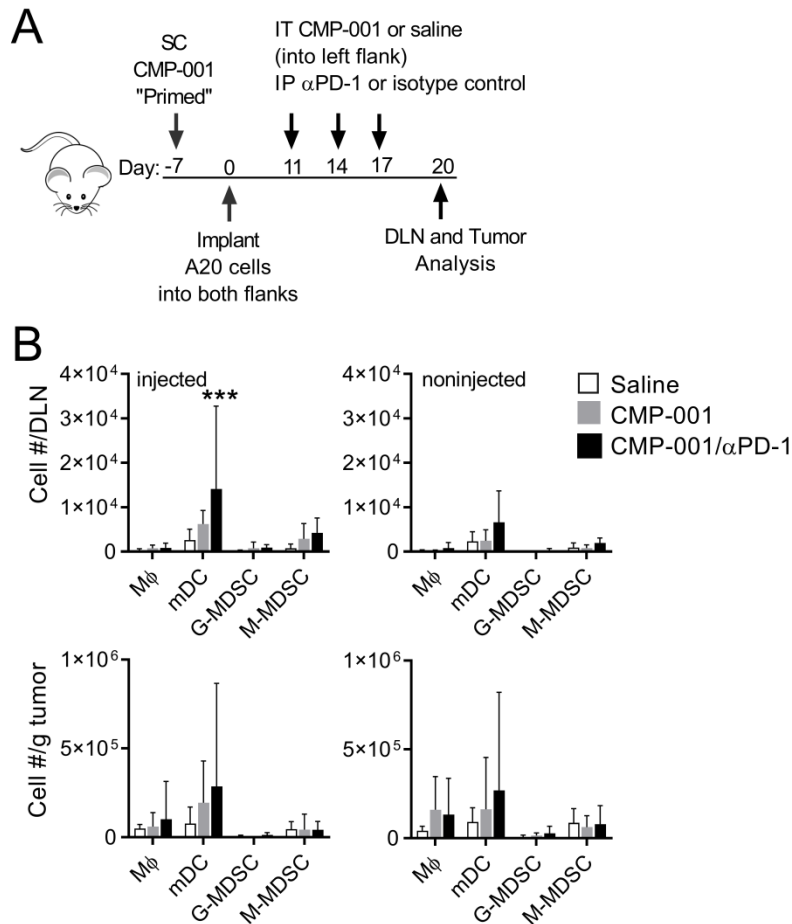 A
SC
CMP-001
"Primed"
IT CMP-001 or saline
(into left flank)
IP αPD-1 or isotype control
Day: -7 0 11 14 17 20
Implant
A20 cells
into both flanks
DLN and Tumor
Analysis
B
injected
***
noninjected
Saline
CMP-001
CMP-001/αPD-1
Cell #/DLN
4×10⁴
3×10⁴
2×10⁴
1×10⁴
0
Mϕ
mDC
G-MDSC
M-MDSC
4×10⁴
3×10⁴
2×10⁴
1×10⁴
0
Mϕ
mDC
G-MDSC
M-MDSC
Cell #/g tumor
1×10⁶
5×10⁵
0
Mϕ
mDC
G-MDSC
M-MDSC
1×10⁶
5×10⁵
0
Mϕ
mDC
G-MDSC
M-MDSC